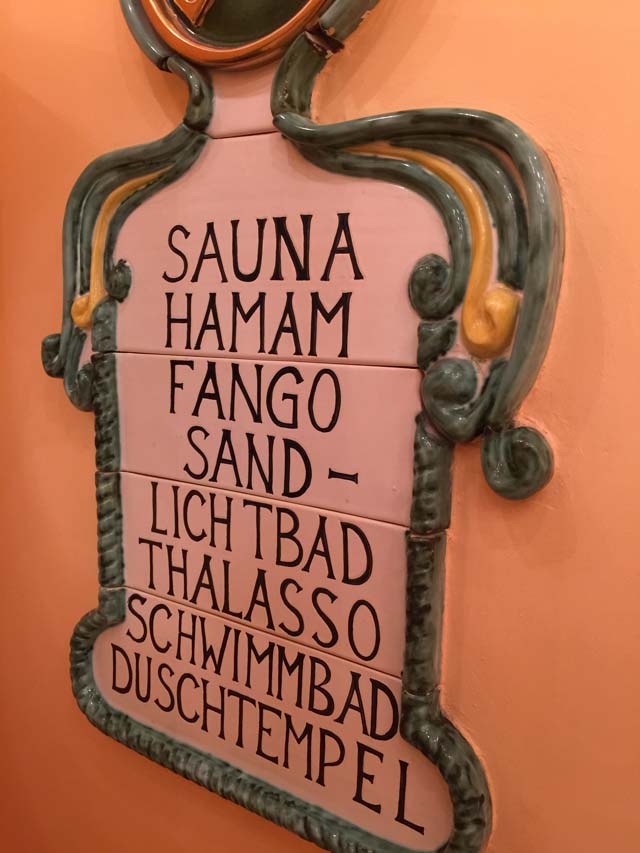 SAUNA
HAMAM
FANGO
SAND-
LICHTBAD
THALASSO
SCHWIMMBAD
DUSCHTEMPEL